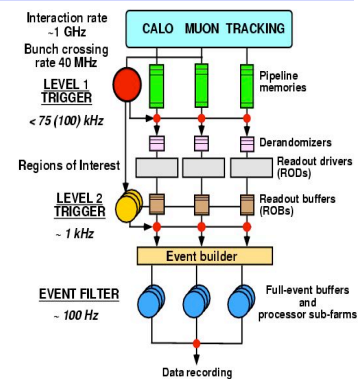 Interaction rate
~1 GHz
CALO MUON TRACKING
Bunch crossing
rate 40 MHz
LEVEL 1
TRIGGER
< 75 (100) kHz
Pipeline
memories
Derandomizers
Regions of Interest
Readout drivers
(RODs)
LEVEL 2
TRIGGER
~ 1 kHz
Readout buffers
(ROBs)
Event builder
EVENT FILTER
~ 100 Hz
Full-event buffers
and
processor sub-farms
Data recording